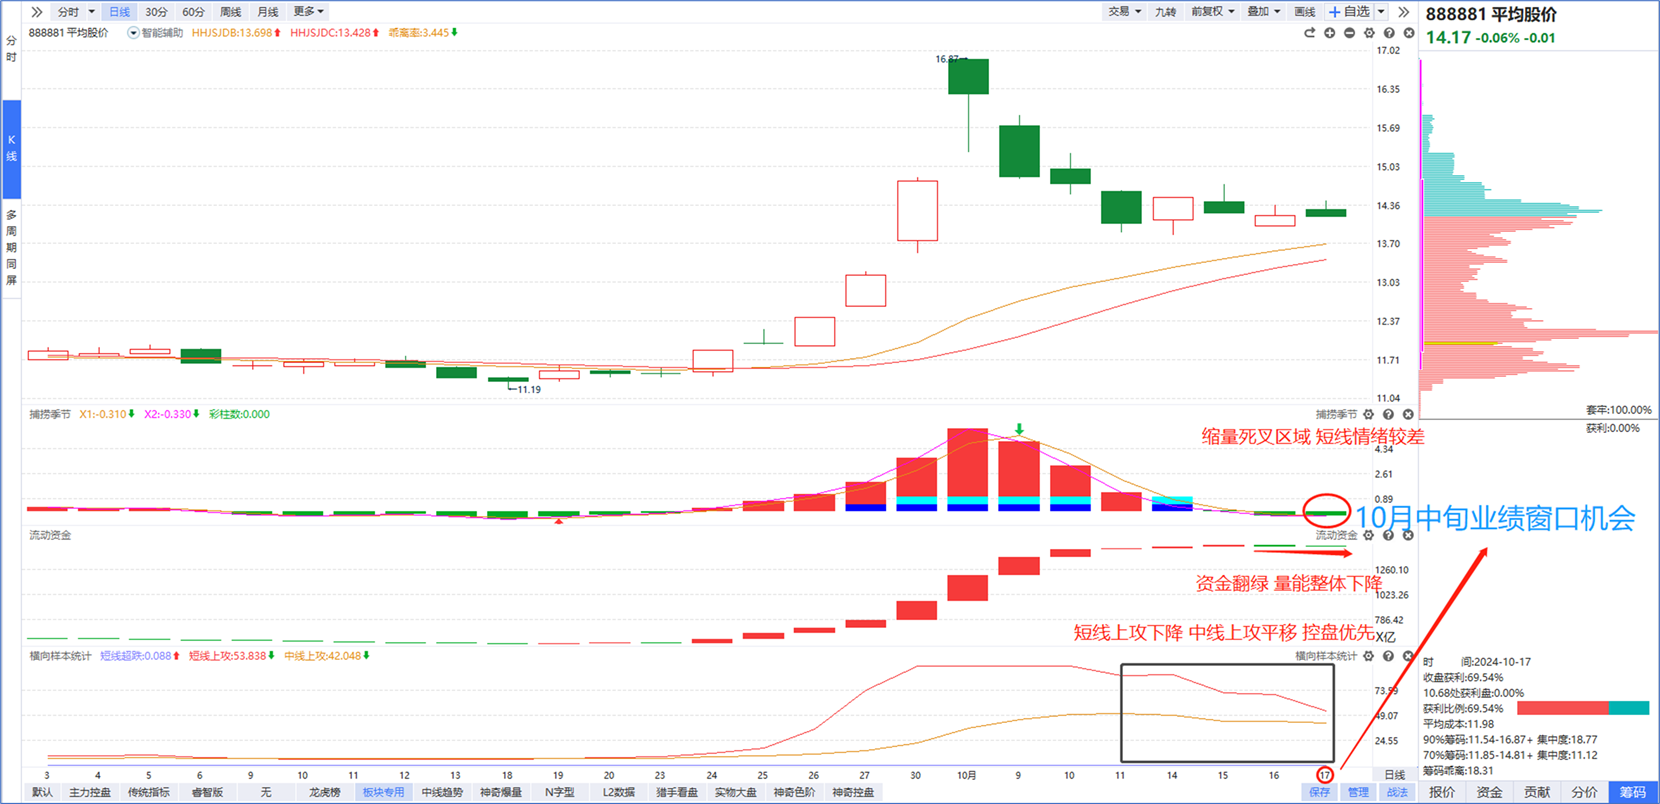 分时 日线 30分 60分 周线 月线 更多 交易 九转 前复权 叠加 画线 自选
888881 平均股价
14.17 -0.06% -0.01
888881 平均股价 智能辅助 HHJSJDB:13.698 HHJSJDC:13.428 乖离率:3.445
分时
K线
多周期同屏
17.02
16.87
16.35
15.69
15.03
14.36
13.70
13.03
12.37
11.71
11.19
11.04
套牢:100.00%
获利:0.00%
捕捞季节 X1:-0.310 X2:-0.330 彩柱数:0.000 捕捞季节
缩量死叉区域 短线情绪较差
4.34
2.61
0.89
10月中旬业绩窗口机会
流动资金 流动资金
1260.10
资金翻绿 量能整体下降
1023.26
786.42
短线上攻下降 中线上攻平移 控盘优先
X亿
横向样本统计 短线超跌:0.088 短线上攻:53.838 中线上攻:42.048 横向样本统计
73.59
49.07
24.55
时 间:2024-10-17
收盘获利:69.54%
10.68处获利盘:0.00%
获利比例:69.54%
平均成本:11.98
90%筹码:11.54-16.87+ 集中度:18.77
70%筹码:11.85-14.81+ 集中度:11.12
筹码乖离:18.31
3 4 5 6 9 10 11 12 13 18 19 20 23 24 25 26 27 30 10月 9 10 11 14 15 16 17 日线
默认 主力控盘 传统指标 睿智版 无 龙虎榜 板块专用 中线趋势 神奇爆量 N字型 L2数据 猎手看盘 实物大盘 神奇色阶 神奇控盘 保存 管理 战法 报价 资金 贡献 分价 筹码